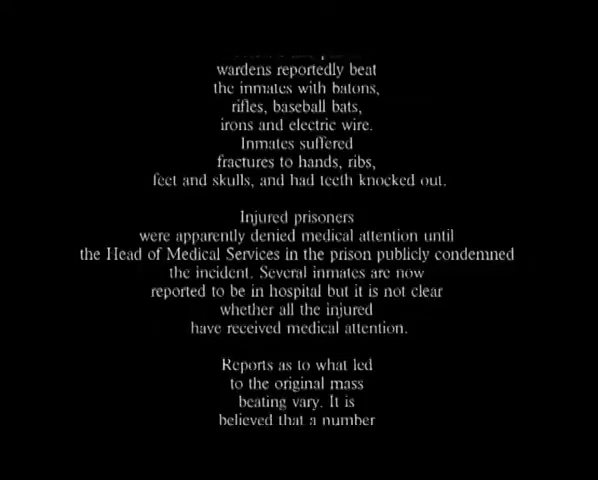 wardens reportedly beat
the inmates with batons,
rifles, baseball bats,
irons and electric wire.
Inmates suffered
fractures to hands, ribs,
feet and skulls, and had teeth knocked out.
Injured prisoners
were apparently denied medical attention until
the Head of Medical Services in the prison publicly condemned
the incident. Several inmates are now
reported to be in hospital but it is not clear
whether all the injured
have received medical attention.
Reports as to what led
to the original mass
beating vary. It is
believed that a number